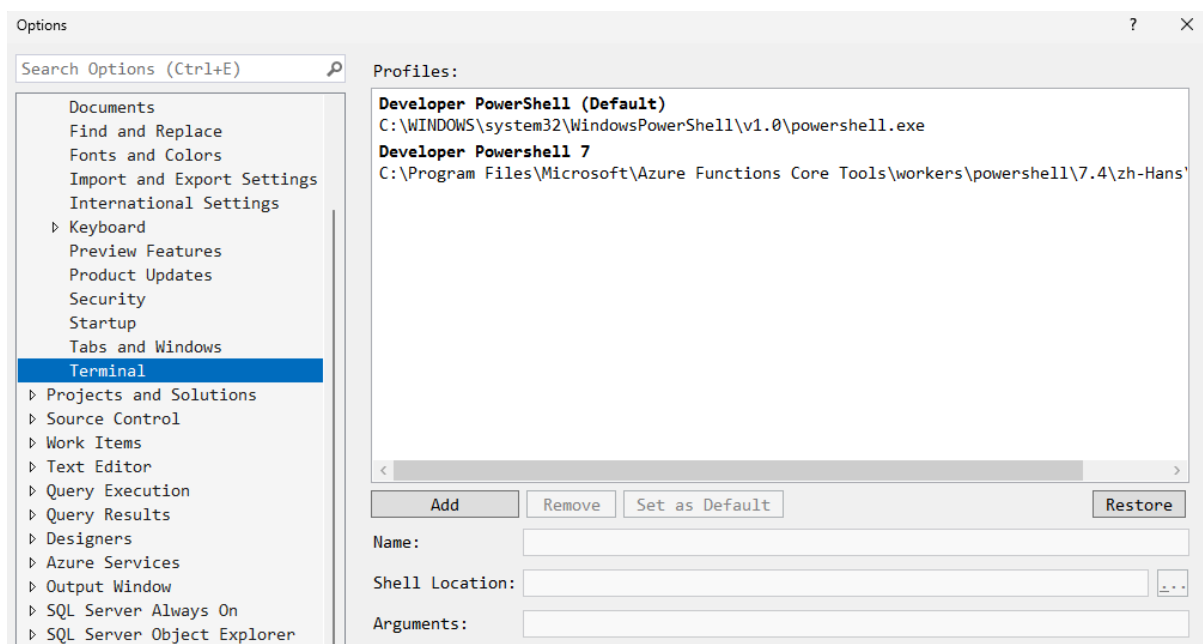 Options
?
Search Options (Ctrl+E)
Documents
Find and Replace
Fonts and Colors
Import and Export Settings
International Settings
Keyboard
Preview Features
Product Updates
Security
Startup
Tabs and Windows
Terminal
Projects and Solutions
Source Control
Work Items
Text Editor
Query Execution
Query Results
Designers
Azure Services
Output Window
SQL Server Always On
SQL Server Object Explorer
Profiles:
Developer PowerShell (Default)
C:\WINDOWS\system32\WindowsPowerShell\v1.0\powershell.exe
Developer Powershell 7
C:\Program Files\Microsoft\Azure Functions Core Tools\workers\powershell\7.4\zh-Hans\
Add Remove Set as Default Restore
Name:
Shell Location: ...
Arguments: